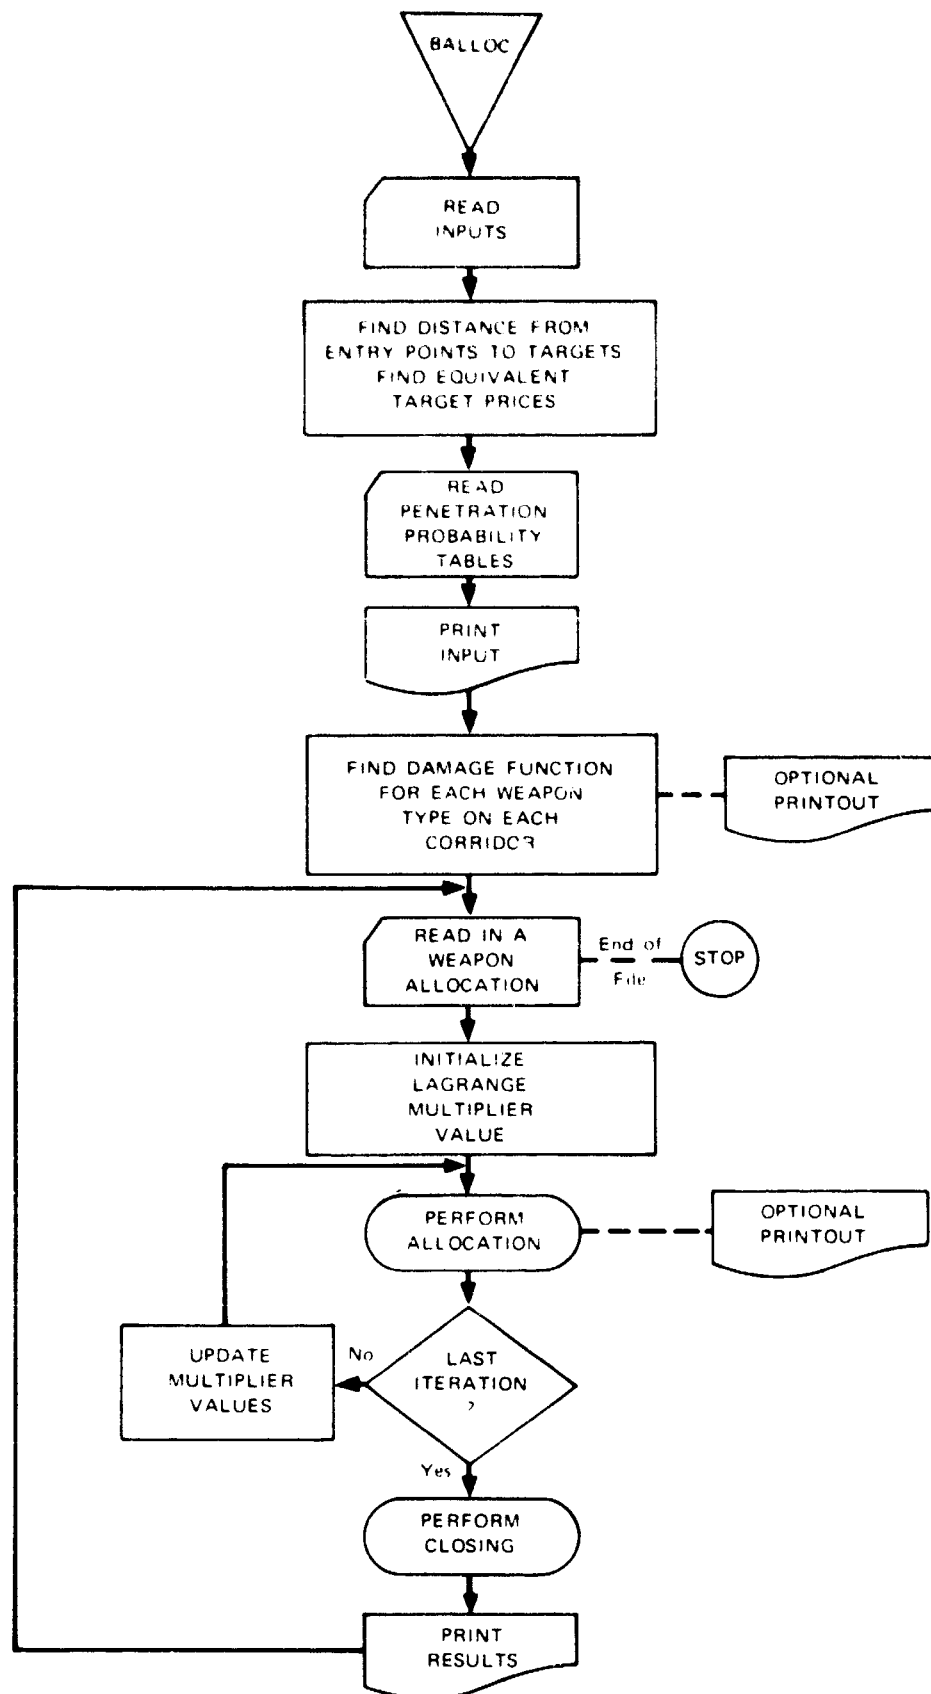 BALLOC
READ
INPUTS
FIND DISTANCE FROM
ENTRY POINTS TO TARGETS
FIND EQUIVALENT
TARGET PRICES
READ
PENETRATION
PROBABILITY
TABLES
PRINT
INPUT
FIND DAMAGE FUNCTION
FOR EACH WEAPON
TYPE ON EACH
CORRIDOR
OPTIONAL
PRINTOUT
READ IN A
WEAPON
ALLOCATION
End of
File
STOP
INITIALIZE
LAGRANGE
MULTIPLIER
VALUE
PERFORM
ALLOCATION
OPTIONAL
PRINTOUT
UPDATE
MULTIPLIER
VALUES
No
LAST
ITERATION
?
Yes
PERFORM
CLOSING
PRINT
RESULTS